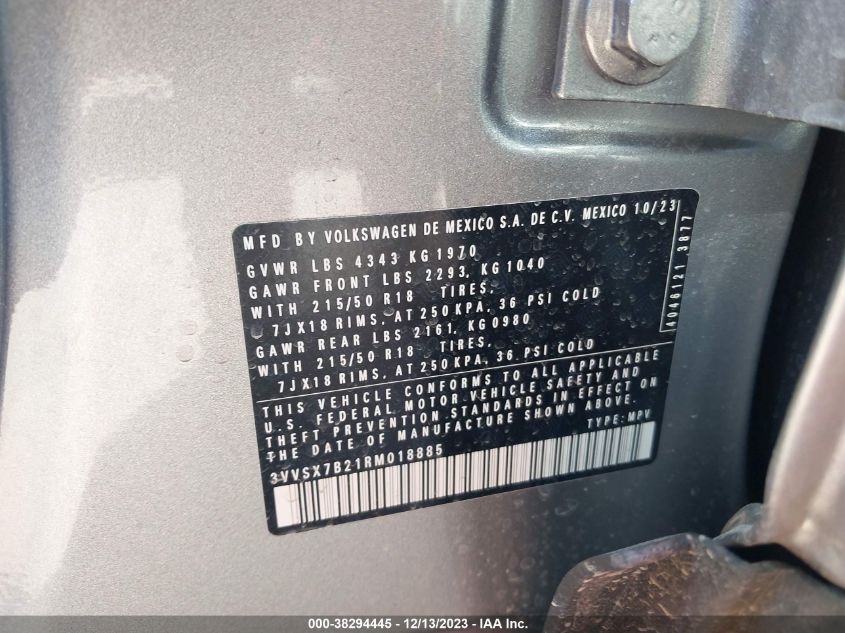 MFD BY VOLKSWAGEN DE MEXICO S.A. DE C.V. MEXICO 10/23
GVWR LBS 4343 KG 1970
GAWR FRONT LBS 2293, KG 1040
WITH 215/50 R18 TIRES,
7JX18 RIMS, AT 250 KPA, 36 PSI COLD
GAWR REAR LBS 2161, KG 0980
WITH 215/50 R18 TIRES,
7JX18 RIMS, AT 250 KPA, 36 PSI COLD
THIS VEHICLE CONFORMS TO ALL APPLICABLE
U.S. FEDERAL MOTOR VEHICLE SAFETY AND
THEFT PREVENTION STANDARDS IN EFFECT ON
THE DATE OF MANUFACTURE SHOWN ABOVE.
TYPE: MPV
3VVSX7B21RM018885
4046121 3877
000-38294445 - 12/13/2023 - IAA Inc.